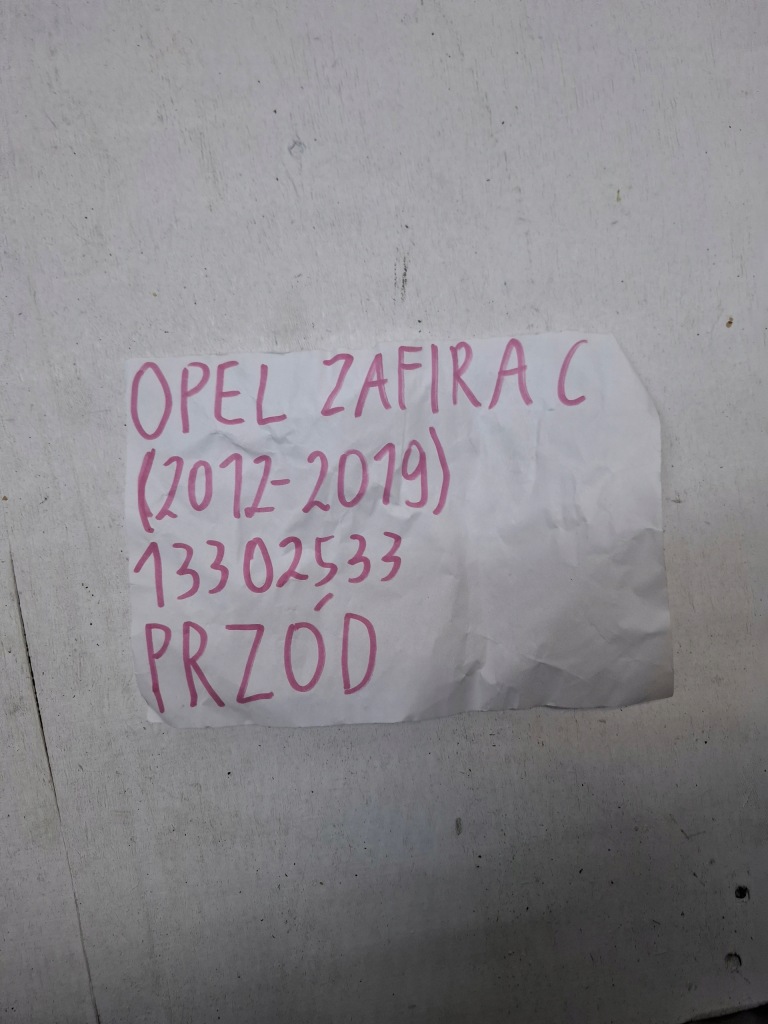 OPEL ZAFIRA C
(2012-2019)
13302533
PRZÓD